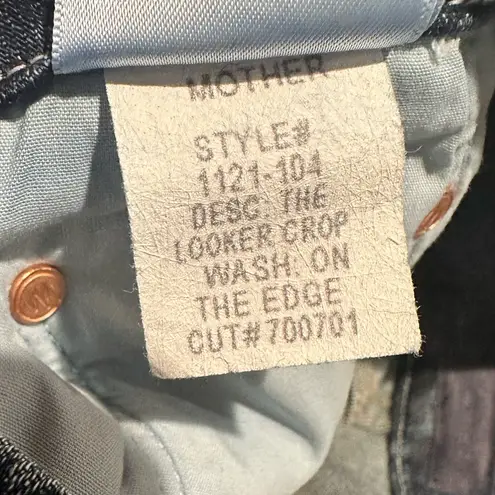 MOTHER
STYLE#
1121-104
DESC: THE
LOOKER CROP
WASH: ON
THE EDGE
CUT# 700701